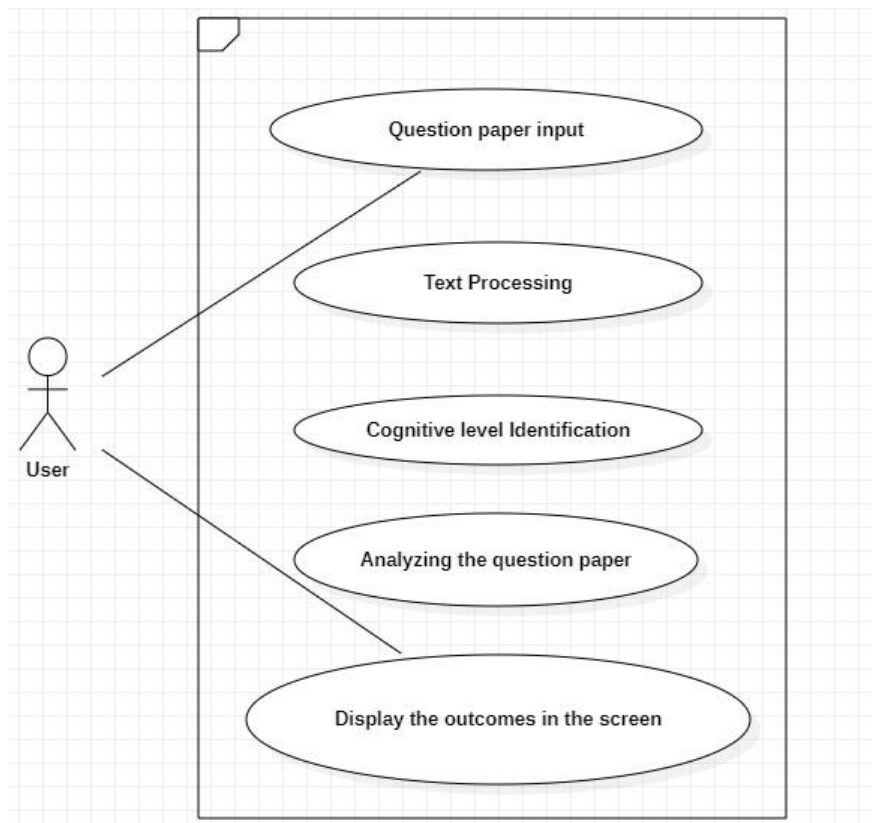 Question paper input
Text Processing
Cognitive level Identification
User
Analyzing the question paper
Display the outcomes in the screen